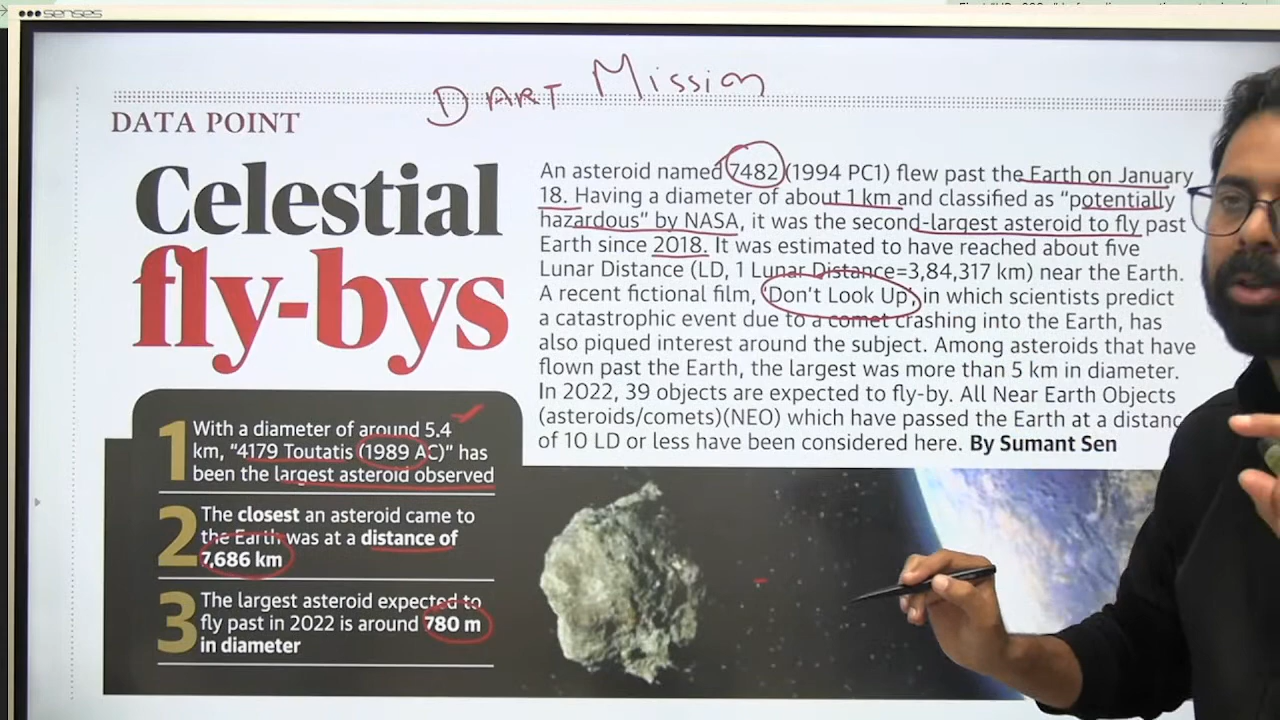 senses
DART Mission
DATA POINT
Celestial
fly-bys
An asteroid named 7482 (1994 PC1) flew past the Earth on January
18. Having a diameter of about 1 km and classified as “potentially
hazardous” by NASA, it was the second-largest asteroid to fly past
Earth since 2018. It was estimated to have reached about five
Lunar Distance (LD, 1 Lunar Distance=3,84,317 km) near the Earth.
A recent fictional film, ‘Don’t Look Up’, in which scientists predict
a catastrophic event due to a comet crashing into the Earth, has
also piqued interest around the subject. Among asteroids that have
flown past the Earth, the largest was more than 5 km in diameter.
In 2022, 39 objects are expected to fly-by. All Near Earth Objects
(asteroids/comets)(NEO) which have passed the Earth at a distanc
of 10 LD or less have been considered here. By Sumant Sen
1
With a diameter of around 5.4
km, “4179 Toutatis (1989 AC)” has
been the largest asteroid observed
2
The closest an asteroid came to
the Earth was at a distance of
7,686 km
3
The largest asteroid expected to
fly past in 2022 is around 780 m
in diameter